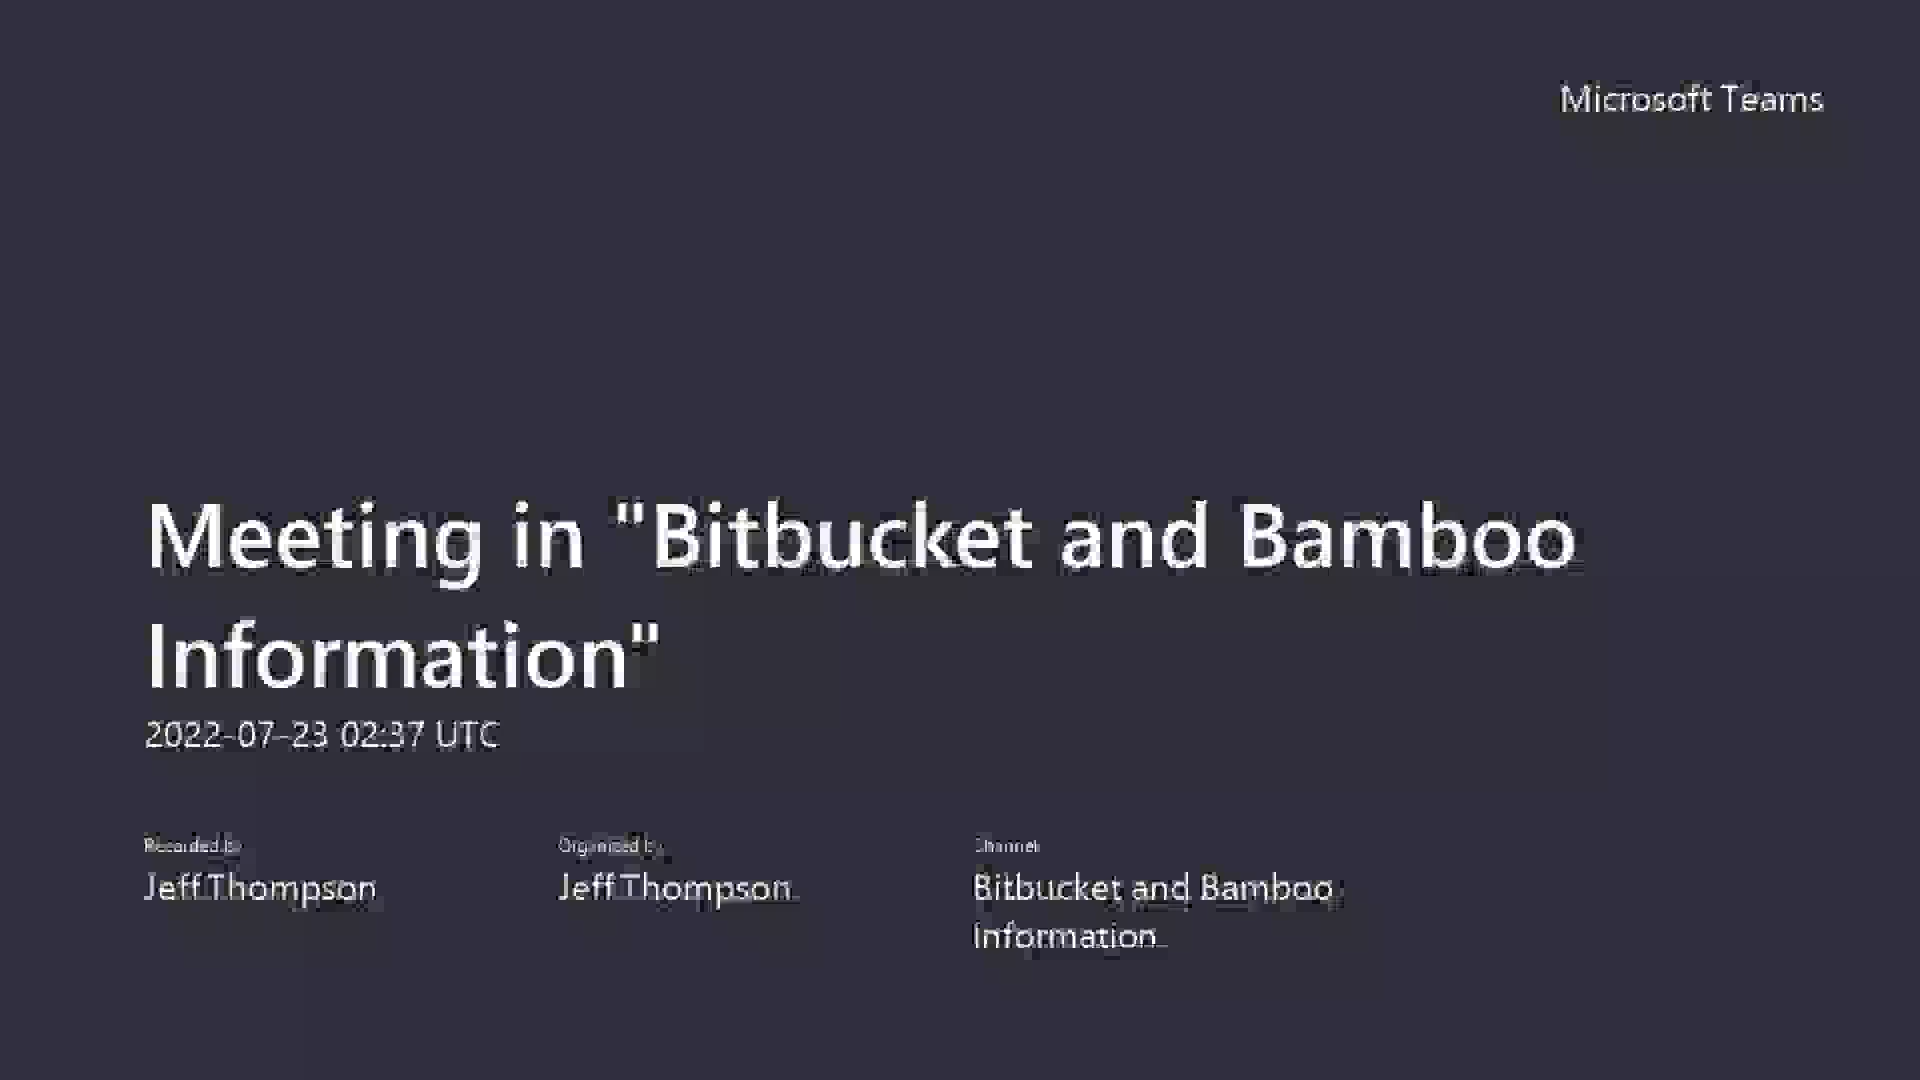 Microsoft Teams
Meeting in "Bitbucket and Bamboo
Information"
2022-07-23 02:37 UTC
Recorded by
Organized by
Channel
Jeff Thompson
Jeff Thompson
Bitbucket and Bamboo
Information